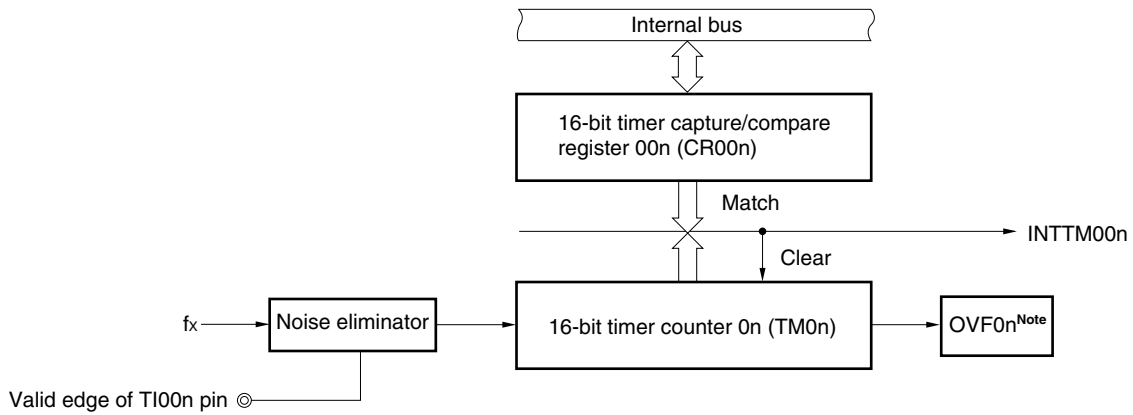 Internal bus
16-bit timer capture/compare
register 00n (CR00n)
Match
INTTM00n
Clear
fx
Noise eliminator
16-bit timer counter 0n (TM0n)
OVF0nNote
Valid edge of TI00n pin